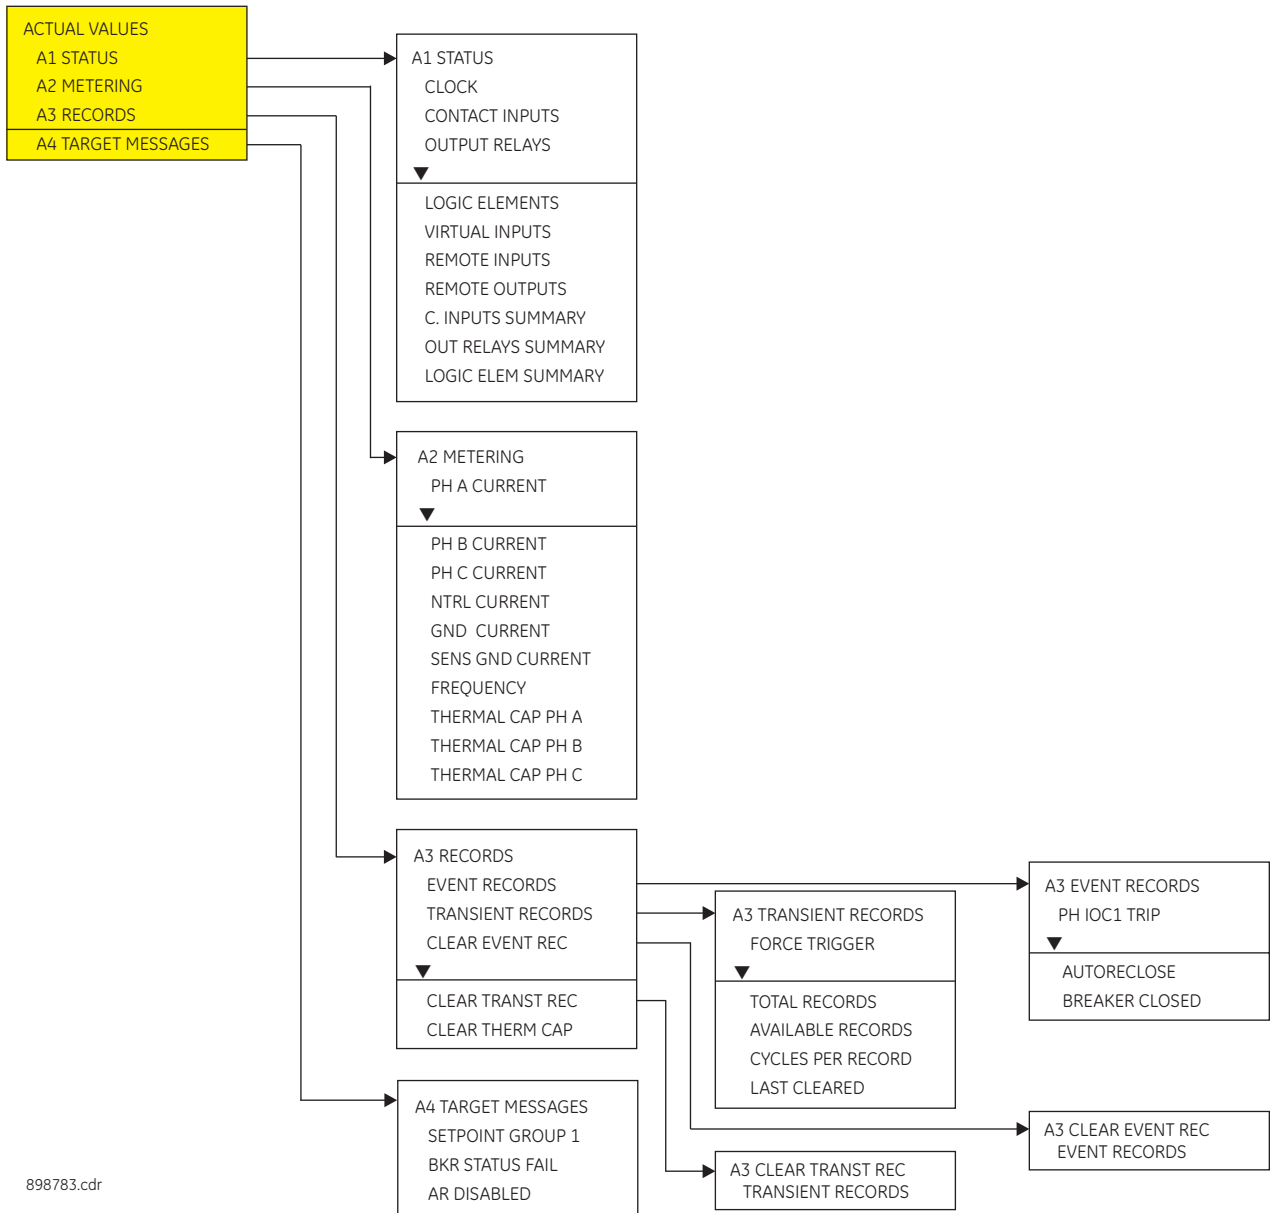 ACTUAL VALUES
A1 STATUS
A2 METERING
A3 RECORDS
A4 TARGET MESSAGES
A1 STATUS
CLOCK
CONTACT INPUTS
OUTPUT RELAYS
LOGIC ELEMENTS
VIRTUAL INPUTS
REMOTE INPUTS
REMOTE OUTPUTS
C. INPUTS SUMMARY
OUT RELAYS SUMMARY
LOGIC ELEM SUMMARY
A2 METERING
PH A CURRENT
PH B CURRENT
PH C CURRENT
NTRL CURRENT
GND CURRENT
SENS GND CURRENT
FREQUENCY
THERMAL CAP PH A
THERMAL CAP PH B
THERMAL CAP PH C
A3 RECORDS
EVENT RECORDS
TRANSIENT RECORDS
CLEAR EVENT REC
CLEAR TRANST REC
CLEAR THERM CAP
A3 TRANSIENT RECORDS
FORCE TRIGGER
TOTAL RECORDS
AVAILABLE RECORDS
CYCLES PER RECORD
LAST CLEARED
A3 EVENT RECORDS
PH IOC1 TRIP
AUTORECLOSE
BREAKER CLOSED
A4 TARGET MESSAGES
SETPOINT GROUP 1
BKR STATUS FAIL
AR DISABLED
A3 CLEAR TRANST REC
TRANSIENT RECORDS
A3 CLEAR EVENT REC
EVENT RECORDS
898783.cdr